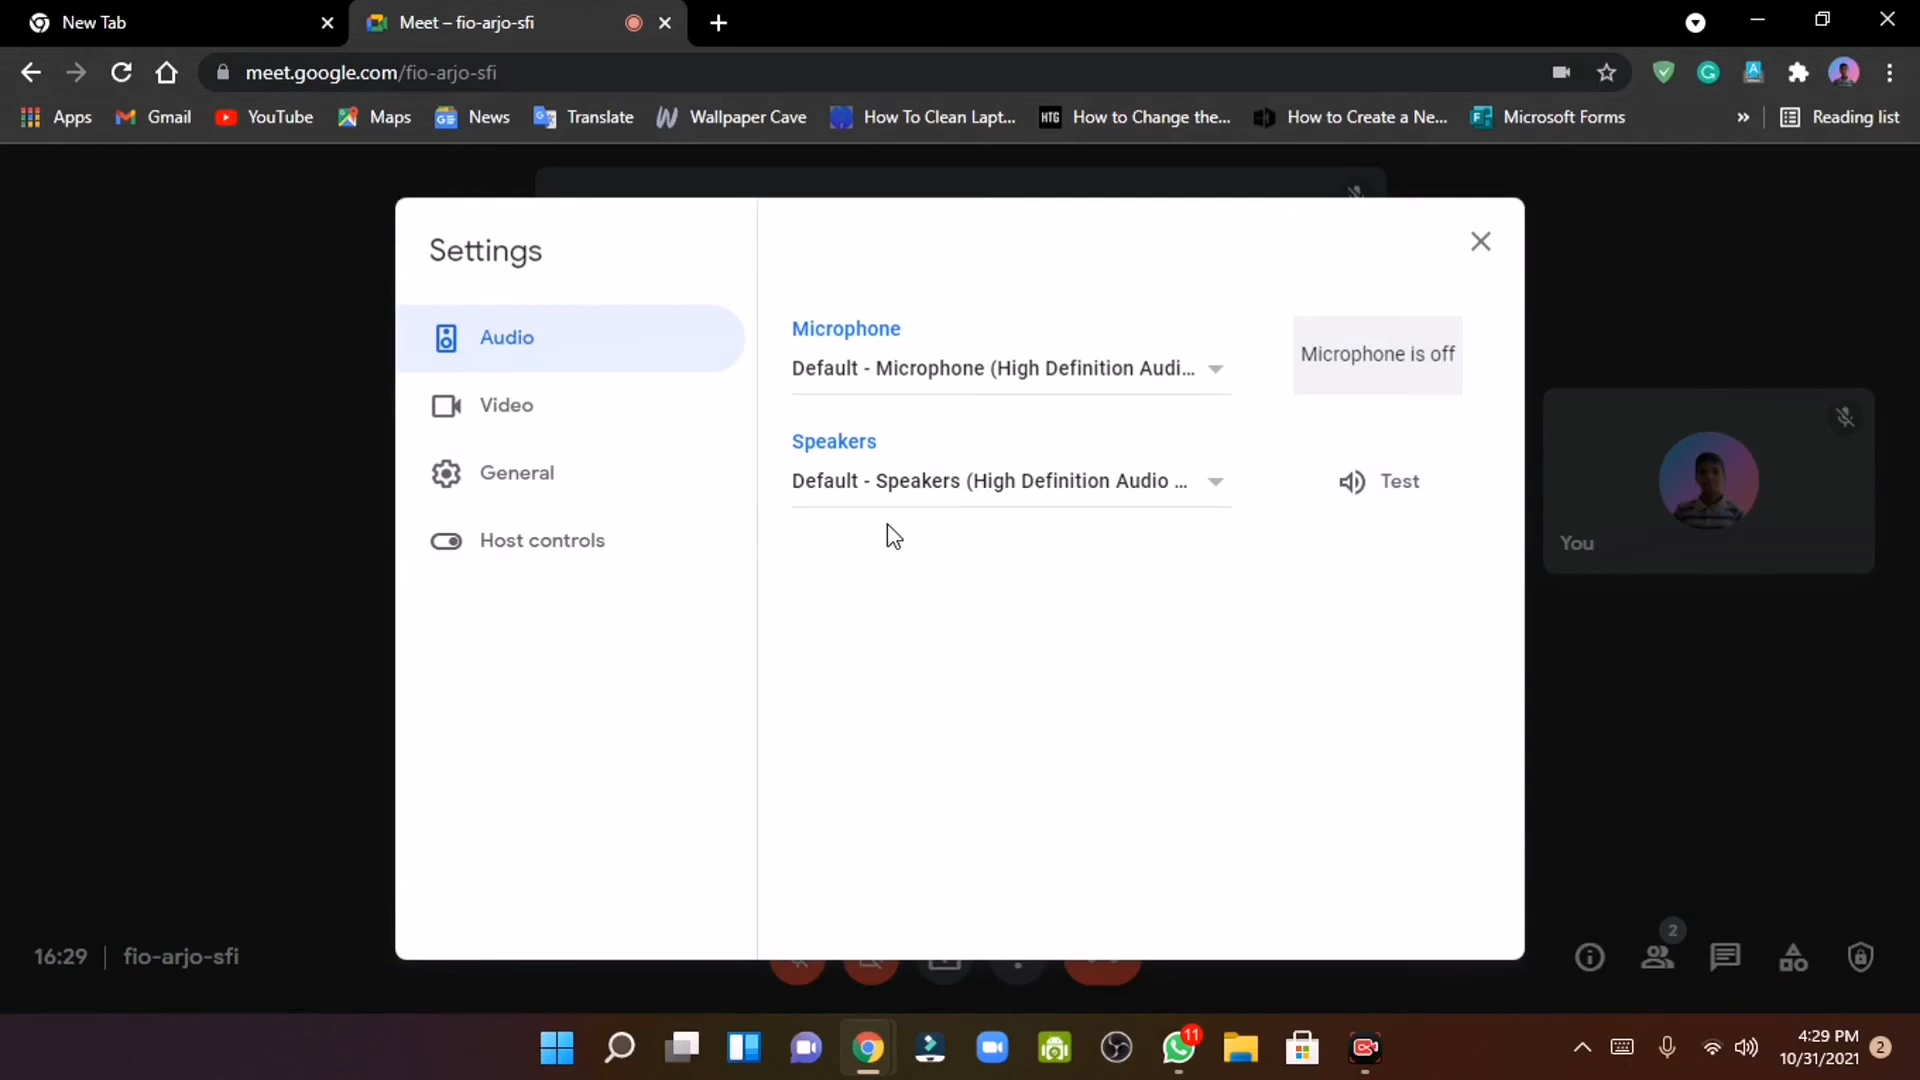 New Tab
Meet – fio-arjo-sfi
meet.google.com/fio-arjo-sfi
Apps Gmail YouTube Maps News Translate Wallpaper Cave How To Clean Lapt... HTG How to Change the... How to Create a Ne... Microsoft Forms » Reading list
Settings
Audio
Video
General
Host controls
Microphone
Default - Microphone (High Definition Audi...
Microphone is off
Speakers
Default - Speakers (High Definition Audio ...
Test
You
16:29 | fio-arjo-sfi
2
11
4:29 PM
10/31/2021
2